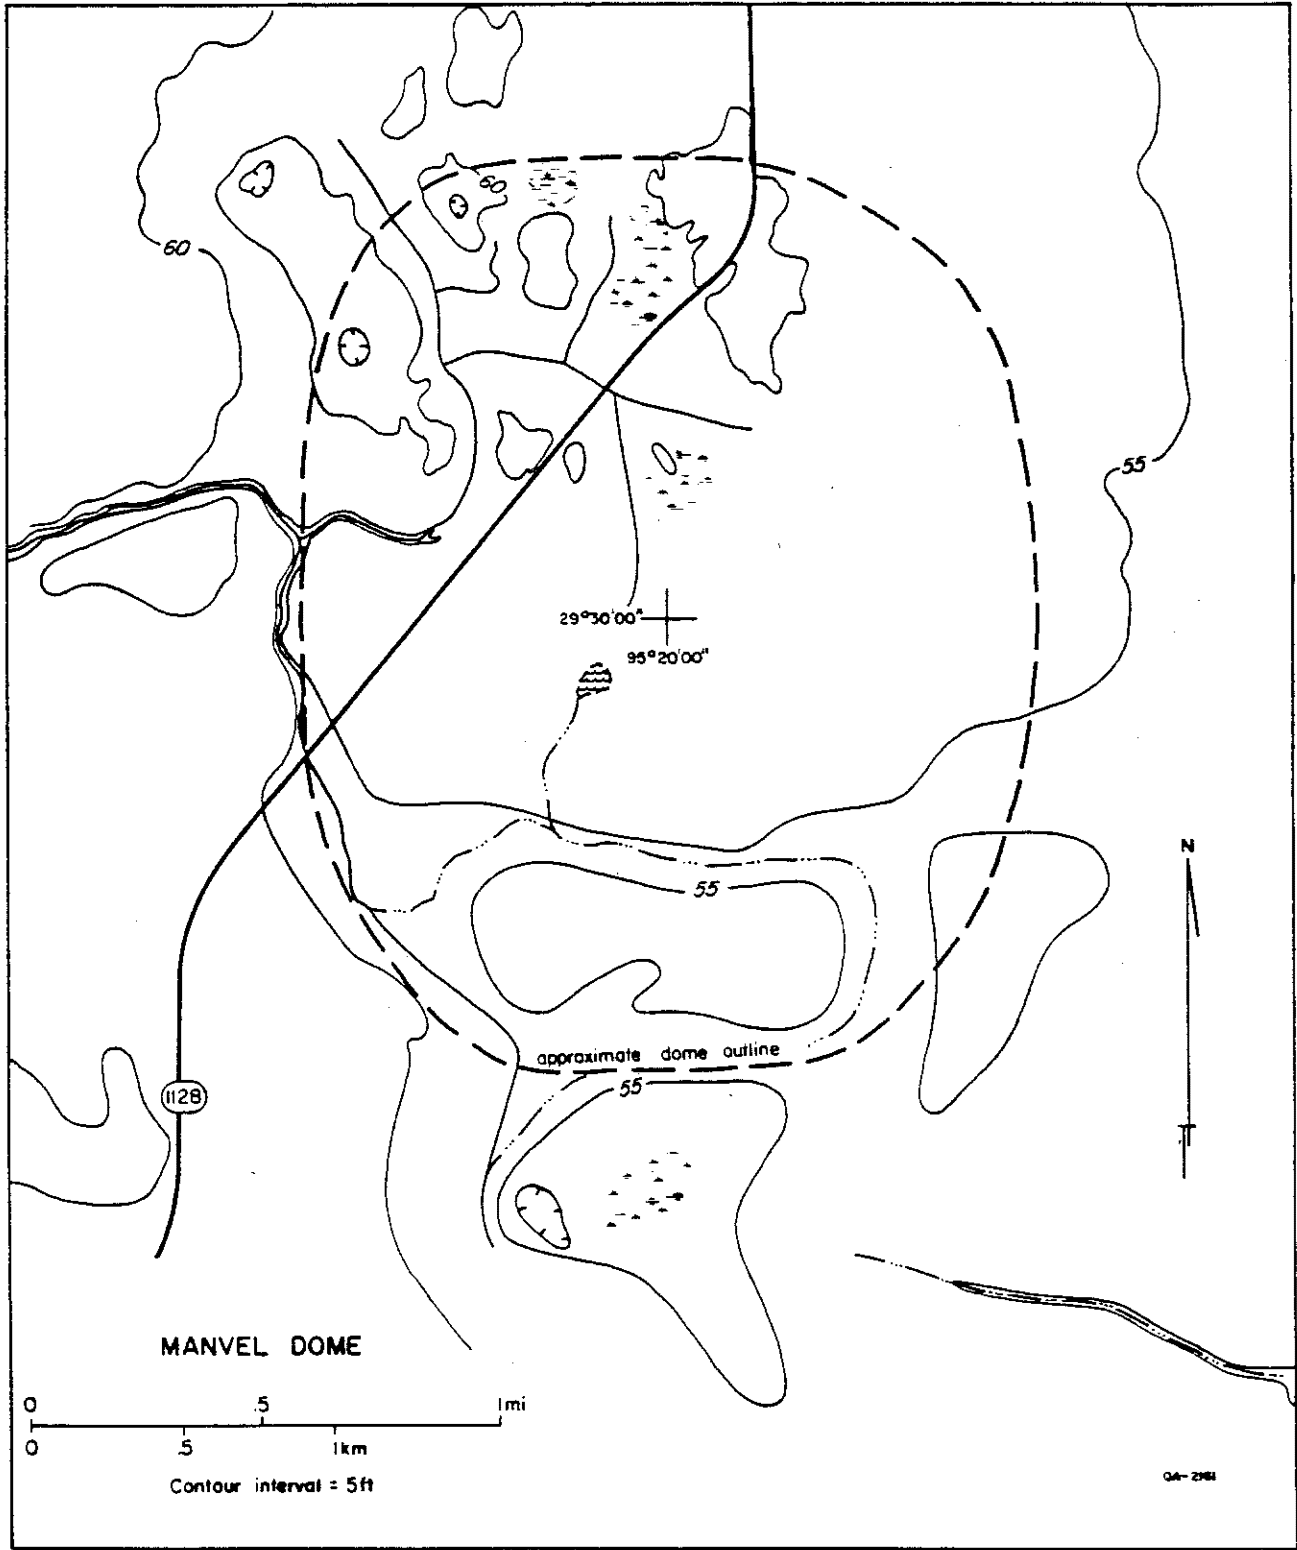 60
60
55
29°30'00"
95°20'00"
55
N
approximate dome outline
55
1128
MANVEL DOME
0 .5 1mi
0 .5 1km
Contour interval = 5ft